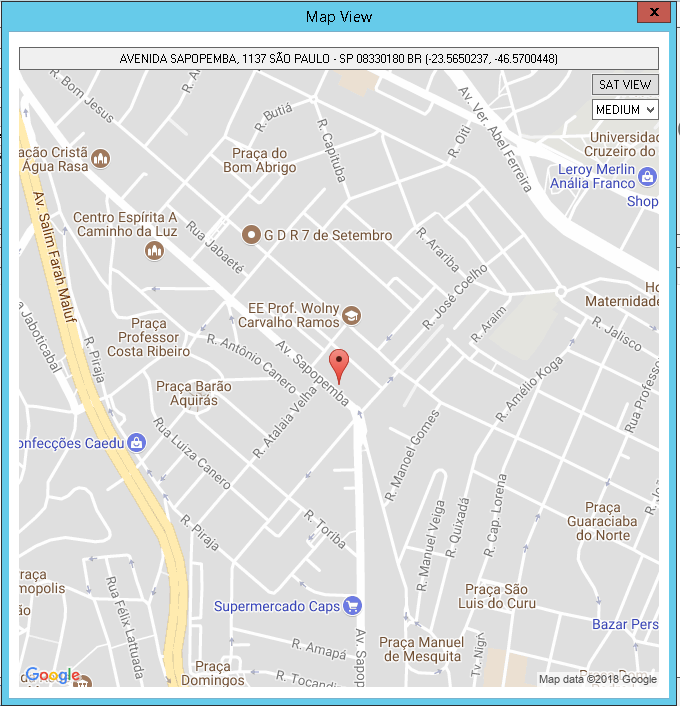 Map View
x
AVENIDA SAPOPEMBA, 1137 SÃO PAULO - SP 08330180 BR (-23.5650237, -46.5700448)
SAT VIEW
MEDIUM
R. Bom Jesus
R. Butiá
R. Capituba
Av. Ver. Abel Ferreira
R. Oiti
Universidad
Cruzeiro do
ação Cristã
Água Rasa
Praça do
Bom Abrigo
Leroy Merlin
Anália Franco
Shop
Av. Salim Farah Maluf
Centro Espírita A
Caminho da Luz
Rua Jabaeté
G D R 7 de Setembro
R. Arariba
R. José Coelho
Ho
Maternidade
a Jaboticabal
R. Piraja
Praça
Professor
Costa Ribeiro
EE Prof. Wolny
Carvalho Ramos
R. Araim
R. Jalisco
R. Antônio Canero
Av. Sapopemba
R. Amélio Koga
Rua Professor
Praça Barão
Aquirás
R. Atalaia Velha
onfecções Caedu
Rua Luiza Canero
R. Manoel Gomes
R. Piraja
R. Toriba
R. Manuel Veiga
R. Quixadá
R. Cap. Lorena
Praça
Guaraciaba
do Norte
raça
mopolis
ão
Rua Félix Lattuada
Supermercado Caps
Praça São
Luis do Curu
Bazar Pers
R. Amapá
Av. Sapop
Praça Manuel
de Mesquita
Tv. Nigr
Praça
Domingos
R. Tocandi
Google
Map data ©2018 Google